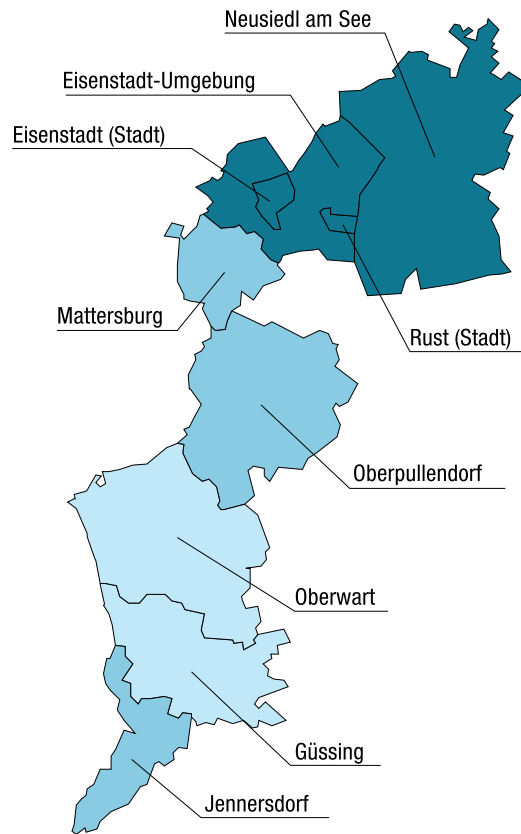 Neusiedl am See
Eisenstadt-Umgebung
Eisenstadt (Stadt)
Mattersburg
Rust (Stadt)
Oberpullendorf
Oberwart
Güssing
Jennersdorf